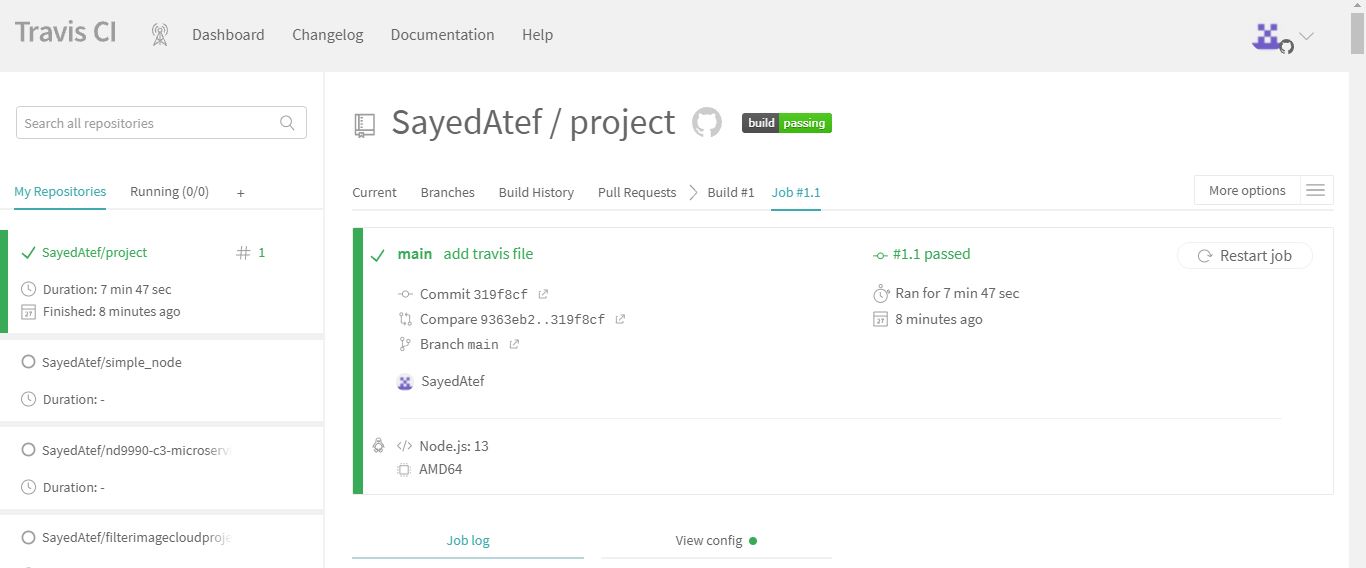 Travis CI
Dashboard
Changelog
Documentation
Help
Search all repositories
My Repositories
Running (0/0)
+
SayedAtef/project
# 1
Duration: 7 min 47 sec
27
Finished: 8 minutes ago
SayedAtef/simple_node
Duration: -
SayedAtef/nd9990-c3-microserv
Duration: -
SayedAtef/filterimagecloudproje
SayedAtef / project
build passing
Current
Branches
Build History
Pull Requests
Build #1
Job #1.1
More options
main add travis file
Commit 319f8cf
Compare 9363eb2..319f8cf
Branch main
SayedAtef
#1.1 passed
Ran for 7 min 47 sec
27
8 minutes ago
Restart job
</> Node.js: 13
AMD64
Job log
View config